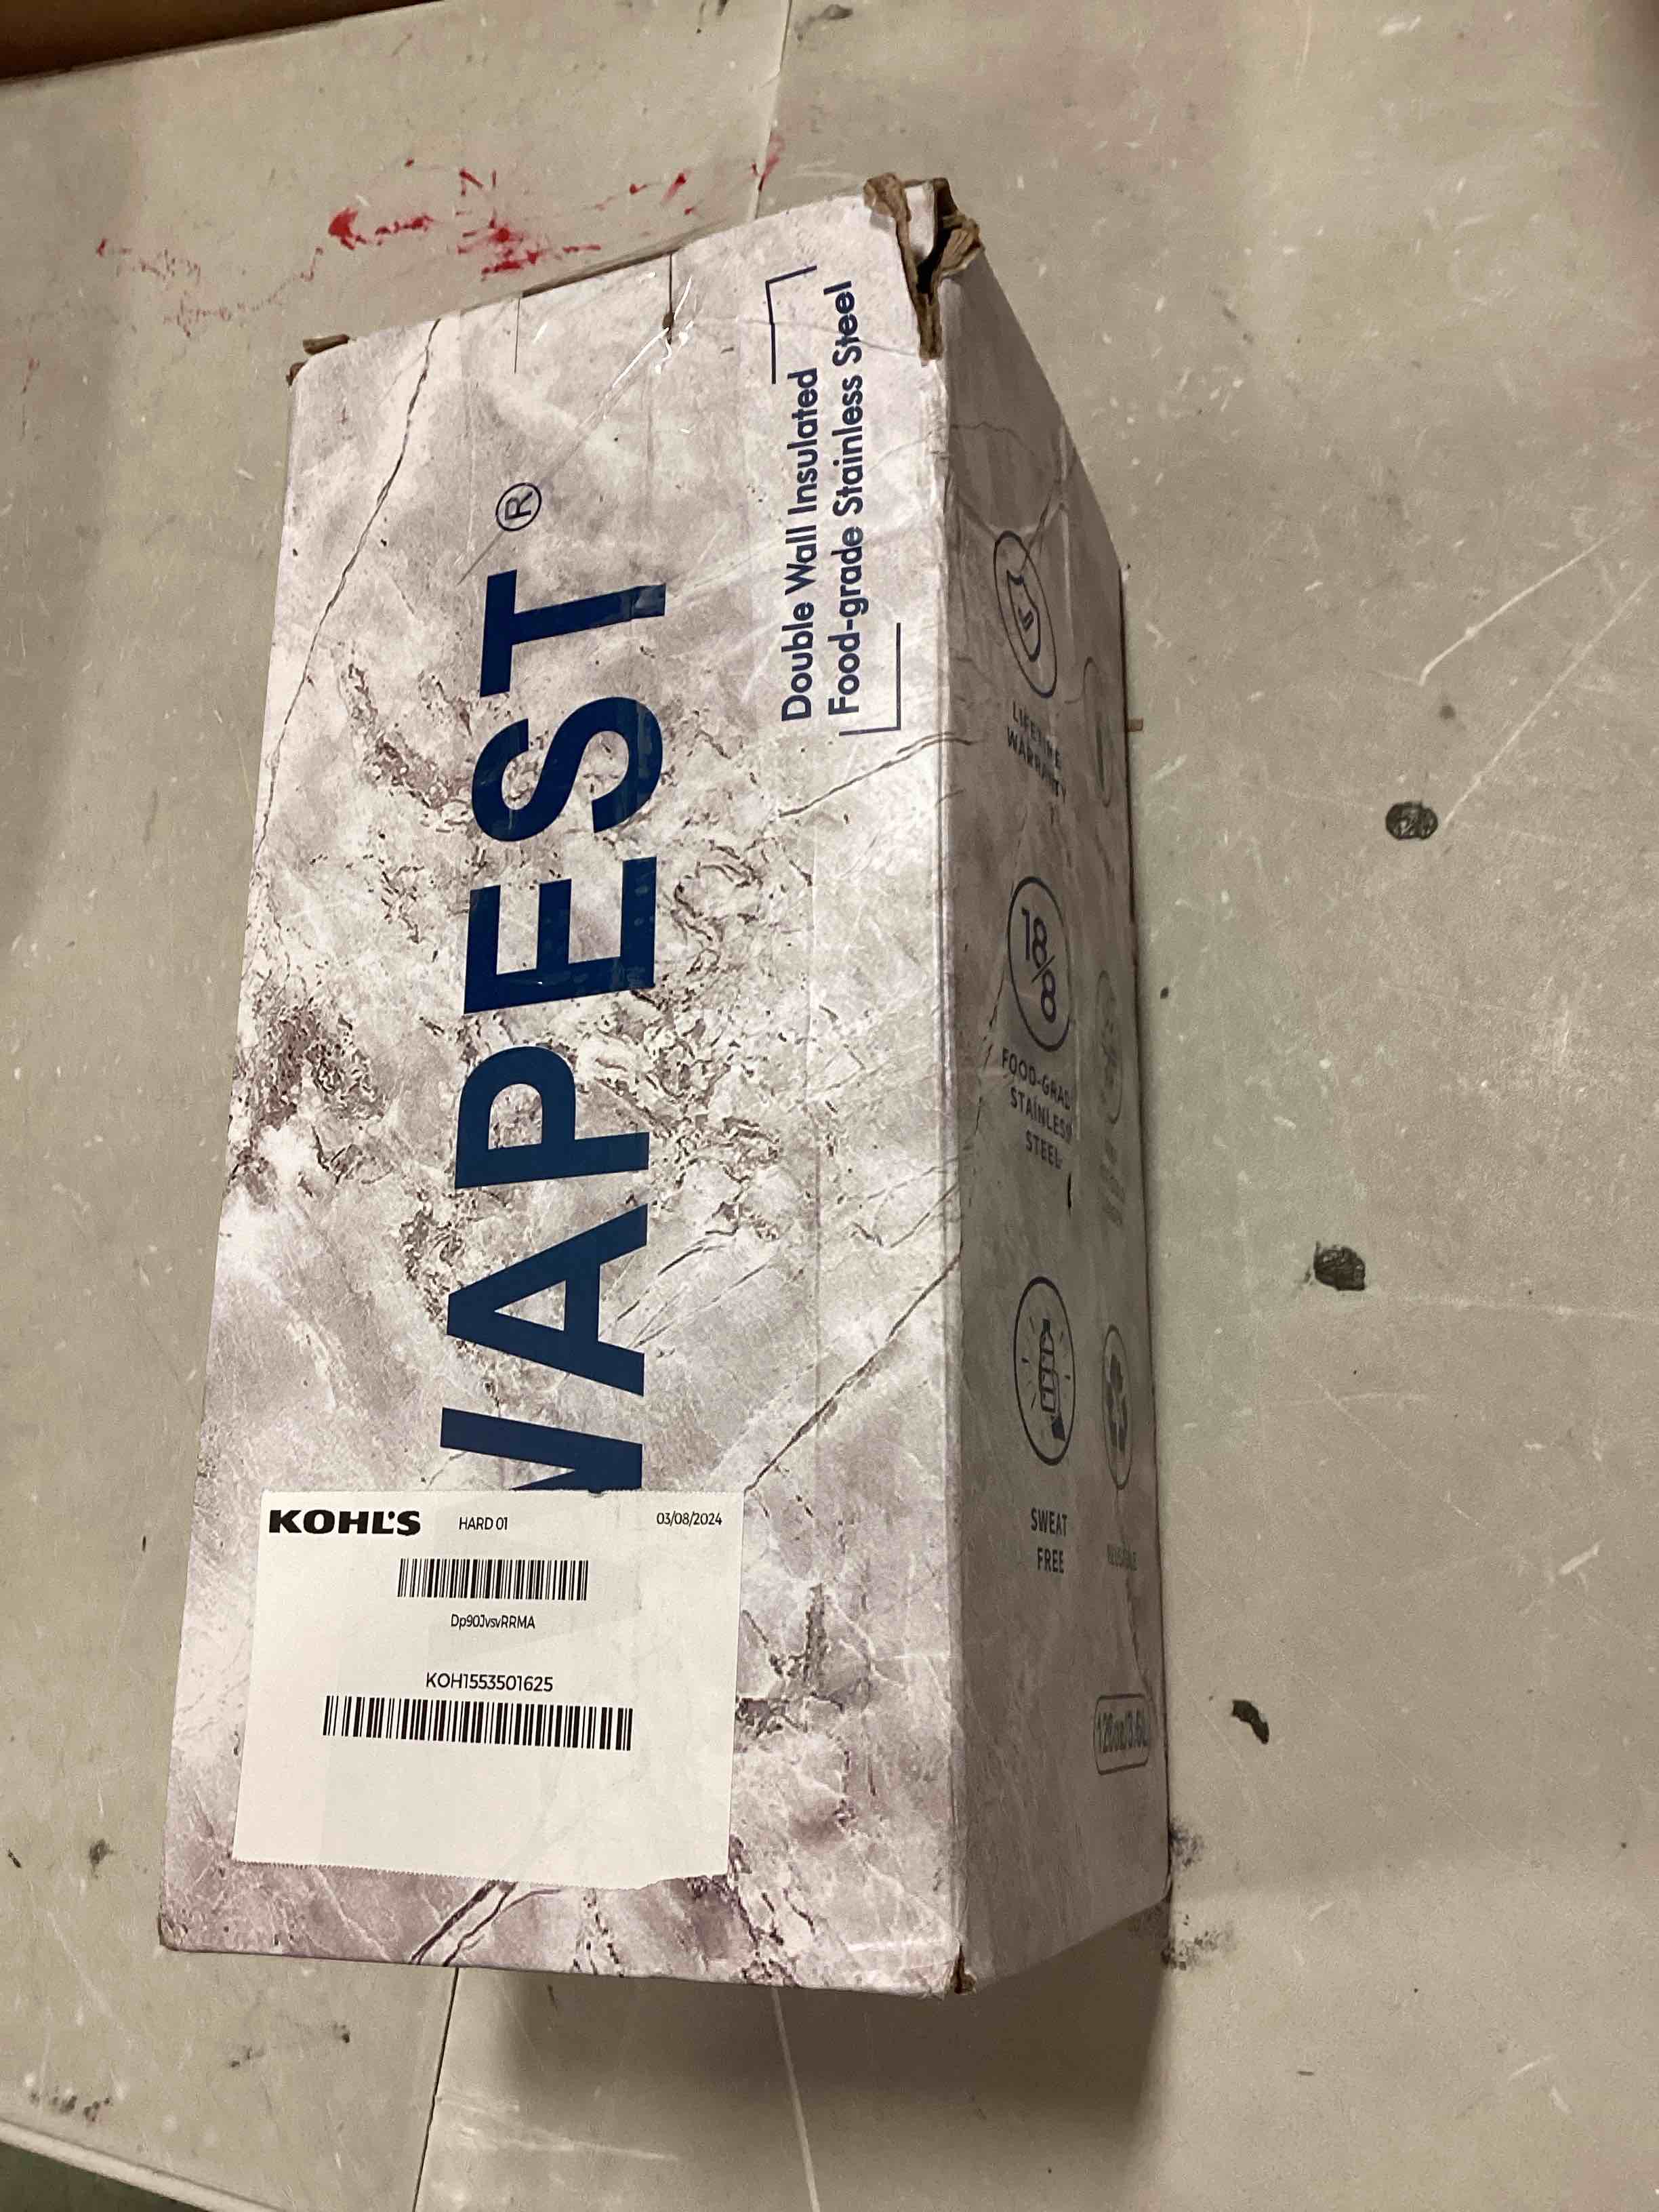 WAPEST®
Double Wall Insulated
Food-grade Stainless Steel
KOHL'S
HARD 01
03/08/2024
Dp90JvsvRRMA
KOH1553501625
LIFETIME
WARRANTY
18/8
FOOD-GRAD
STAINLESS
STEEL
SWEAT
FREE